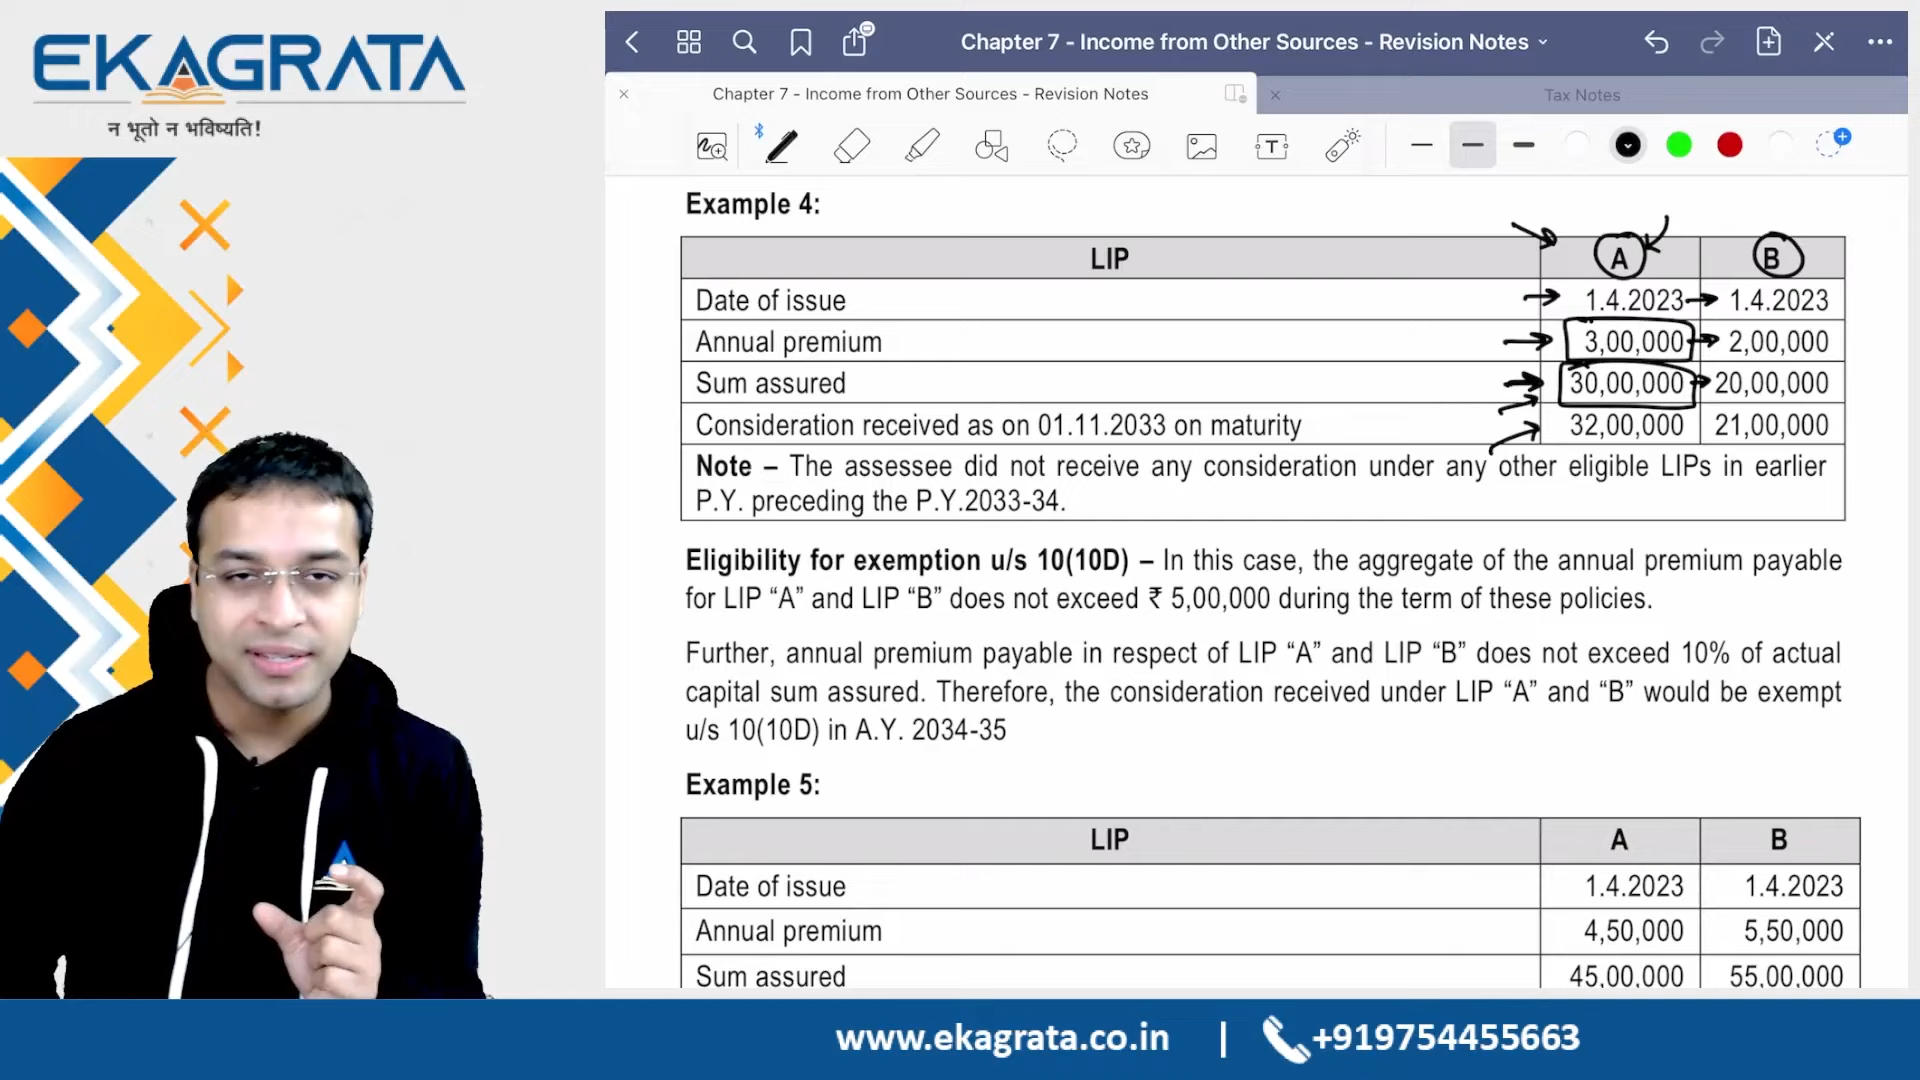 EKAGRATA
न भूतो न भविष्यति!
Chapter 7 - Income from Other Sources - Revision Notes
Chapter 7 - Income from Other Sources - Revision Notes
Tax Notes
Example 4:
LIP A B
Date of issue 1.4.2023 1.4.2023
Annual premium 3,00,000 2,00,000
Sum assured 30,00,000 20,00,000
Consideration received as on 01.11.2033 on maturity 32,00,000 21,00,000
Note – The assessee did not receive any consideration under any other eligible LIPs in earlier
P.Y. preceding the P.Y.2033-34.
Eligibility for exemption u/s 10(10D) – In this case, the aggregate of the annual premium payable
for LIP “A” and LIP “B” does not exceed ₹ 5,00,000 during the term of these policies.
Further, annual premium payable in respect of LIP “A” and LIP “B” does not exceed 10% of actual
capital sum assured. Therefore, the consideration received under LIP “A” and “B” would be exempt
u/s 10(10D) in A.Y. 2034-35
Example 5:
LIP A B
Date of issue 1.4.2023 1.4.2023
Annual premium 4,50,000 5,50,000
Sum assured 45,00,000 55,00,000
www.ekagrata.co.in | +919754455663